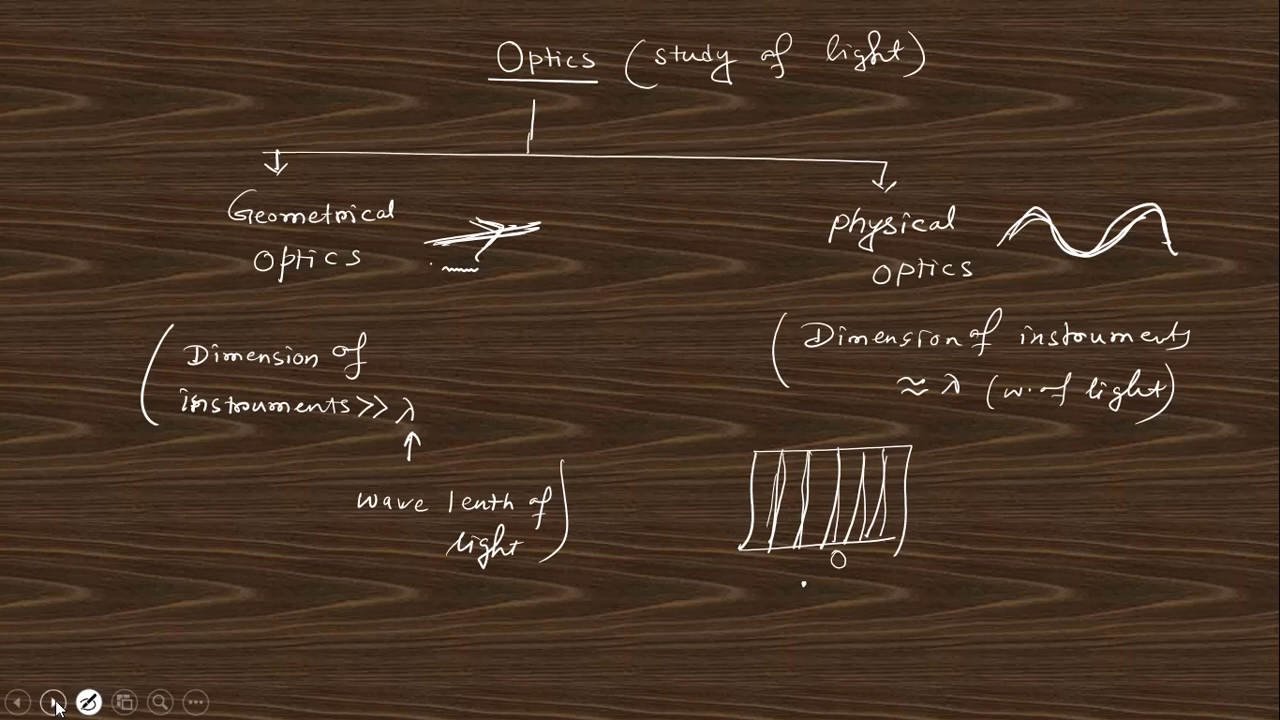 Optics (study of light)
Geometrical
optics
physical
optics
(Dimension of
instruments >> λ
wave lenth of
light)
(Dimension of instruments
≈ λ (w. of light)
O